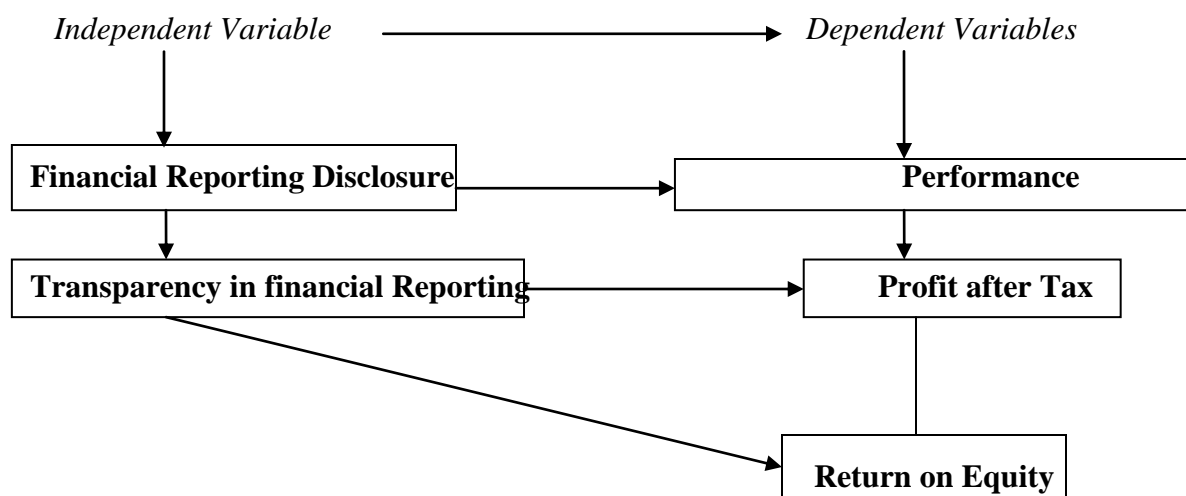 Independent Variable
Dependent Variables
Financial Reporting Disclosure
Performance
Transparency in financial Reporting
Profit after Tax
Return on Equity